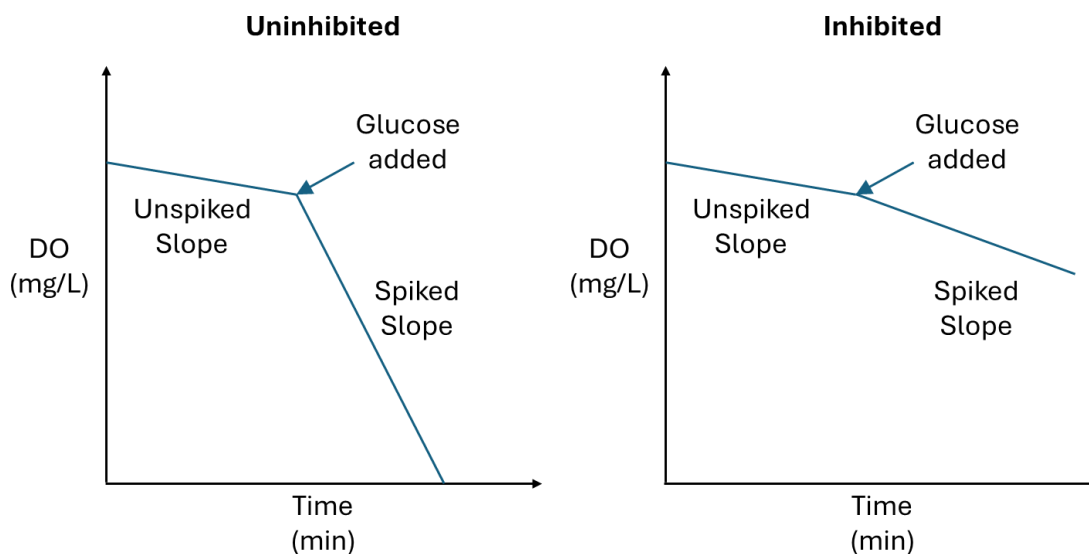 Uninhibited
Glucose
added
Unspiked
Slope
DO
(mg/L)
Spiked
Slope
Time
(min)
Inhibited
Glucose
added
Unspiked
Slope
DO
(mg/L)
Spiked
Slope
Time
(min)